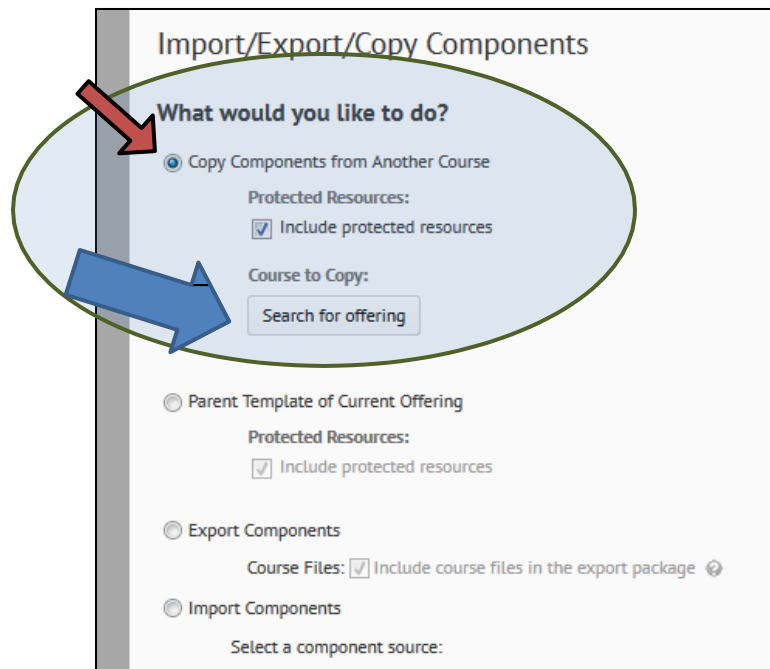 Import/Export/Copy Components
What would you like to do?
Copy Components from Another Course
Protected Resources:
Include protected resources
Course to Copy:
Search for offering
Parent Template of Current Offering
Protected Resources:
Include protected resources
Export Components
Course Files: Include course files in the export package
Import Components
Select a component source: